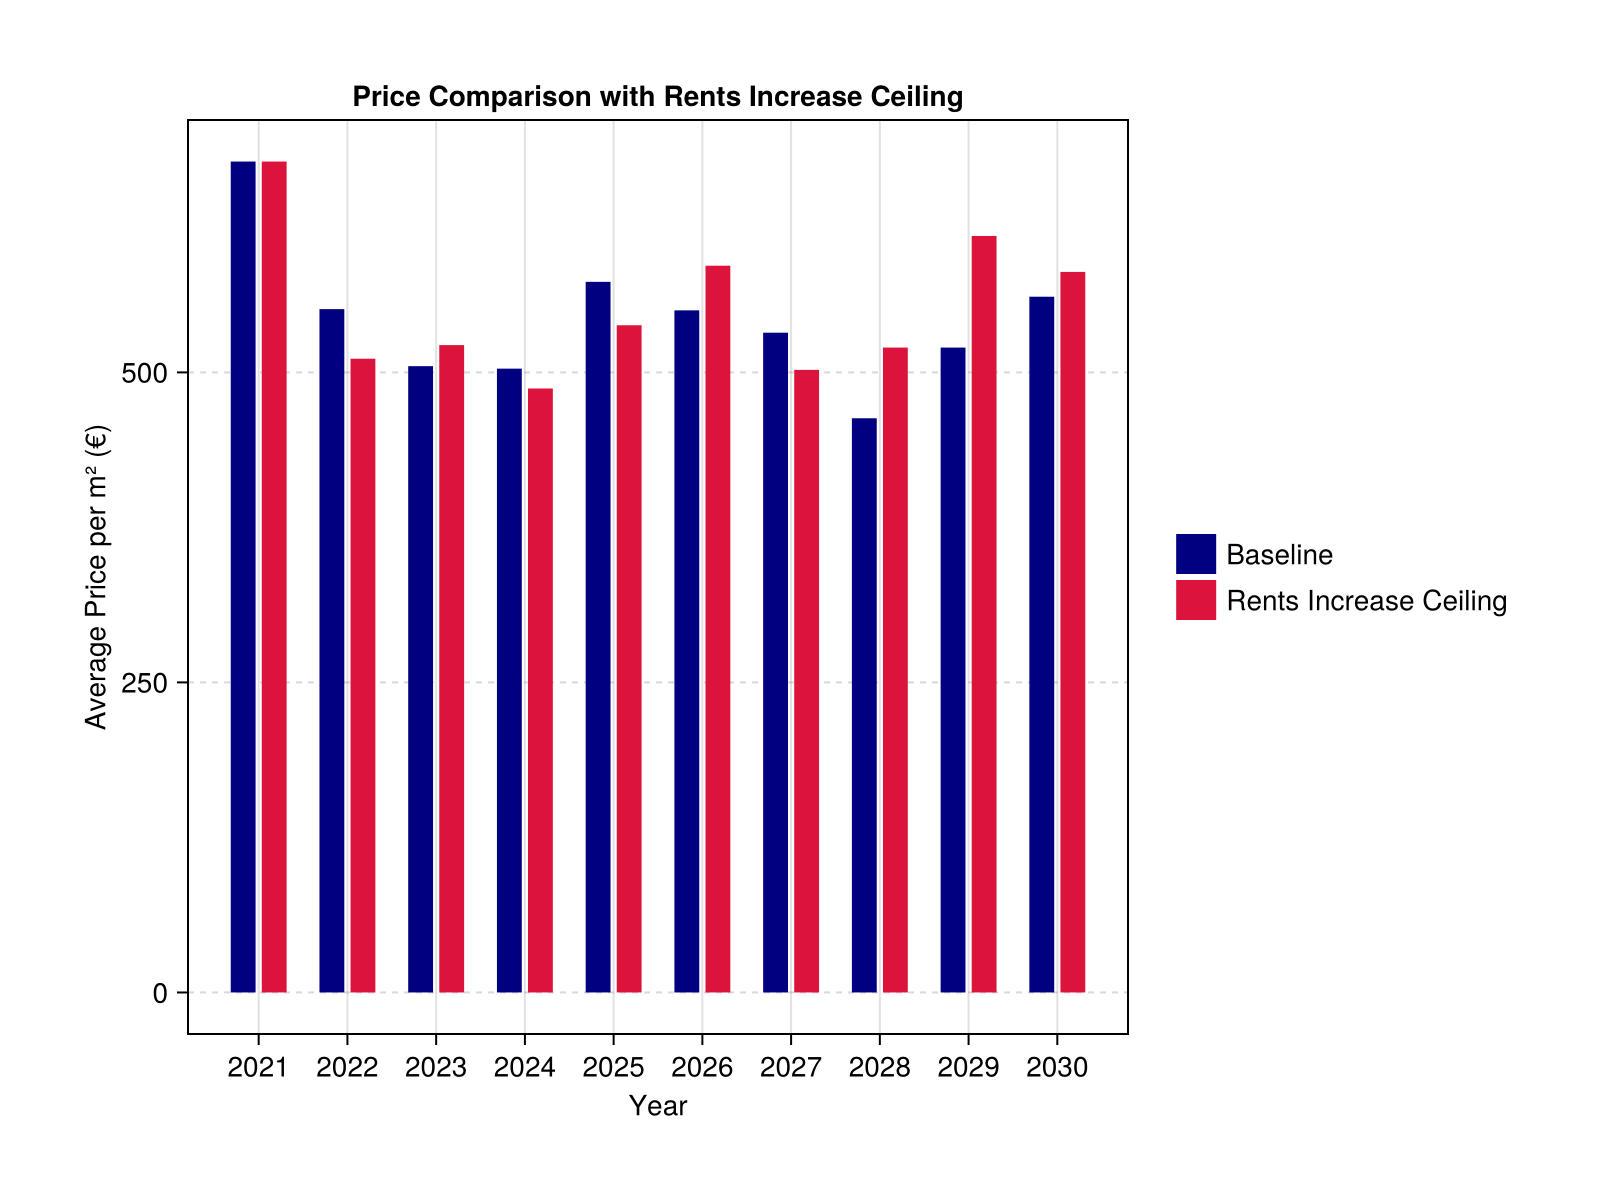 Price Comparison with Rents Increase Ceiling
Average Price per m² (€)
500
250
0
2021 2022 2023 2024 2025 2026 2027 2028 2029 2030
Year
Baseline
Rents Increase Ceiling